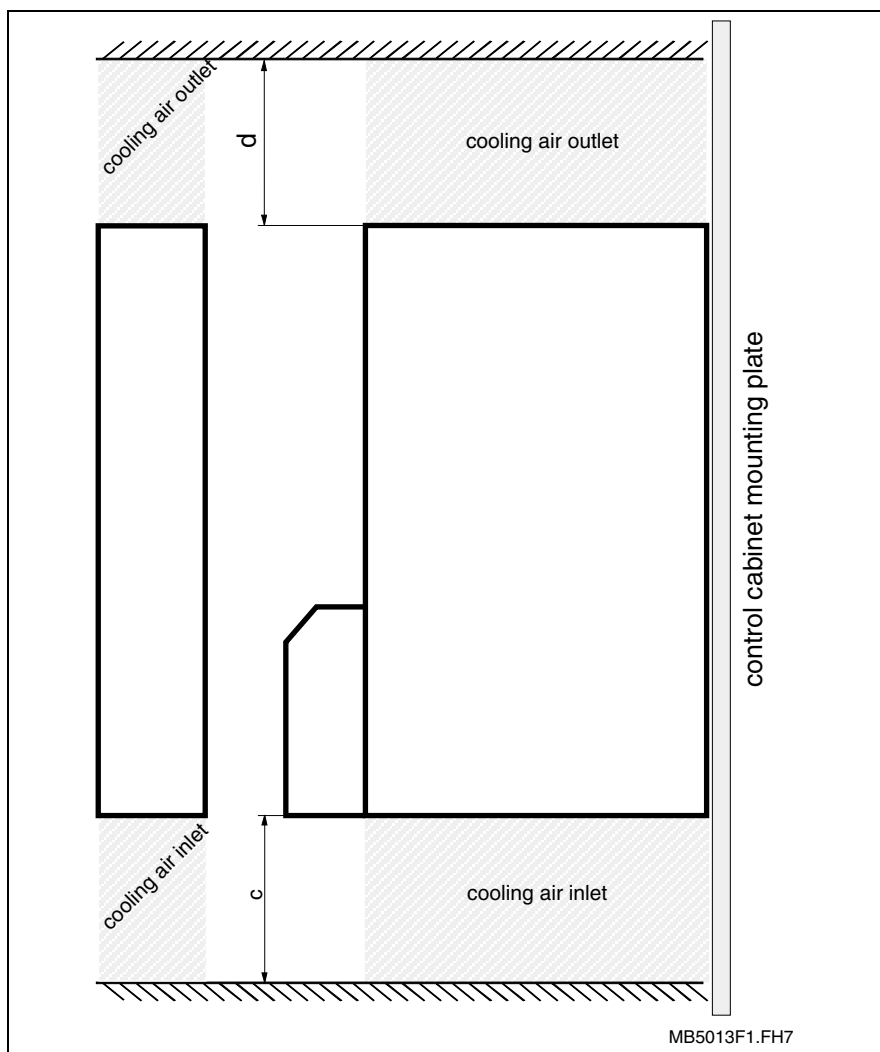 cooling air outlet
d
cooling air outlet
control cabinet mounting plate
cooling air inlet
c
cooling air inlet
MB5013F1.FH7